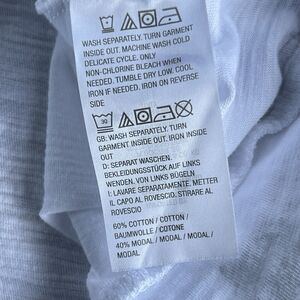 WASH SEPARATELY. TURN GARMENT
INSIDE OUT. MACHINE WASH COLD
DELICATE CYCLE. ONLY
NON-CHLORINE BLEACH WHEN
NEEDED. TUMBLE DRY LOW. COOL
IRON IF NEEDED. IRON ON REVERSE
SIDE
30
GB: WASH SEPARATELY. TURN
GARMENT INSIDE OUT. IRON INSIDE
OUT
D: SEPARAT WASCHEN.
BEKLEIDUNGSSTÜCK AUF LINKS
WENDEN. VON LINKS BÜGELN
I: LAVARE SEPARATAMENTE. METTER
IL CAPO AL ROVESCIO. STIRARE AL
ROVESCIO
60% COTTON / COTTON /
BAUMWOLLE / COTONE
40% MODAL / MODAL / MODAL /
MODAL